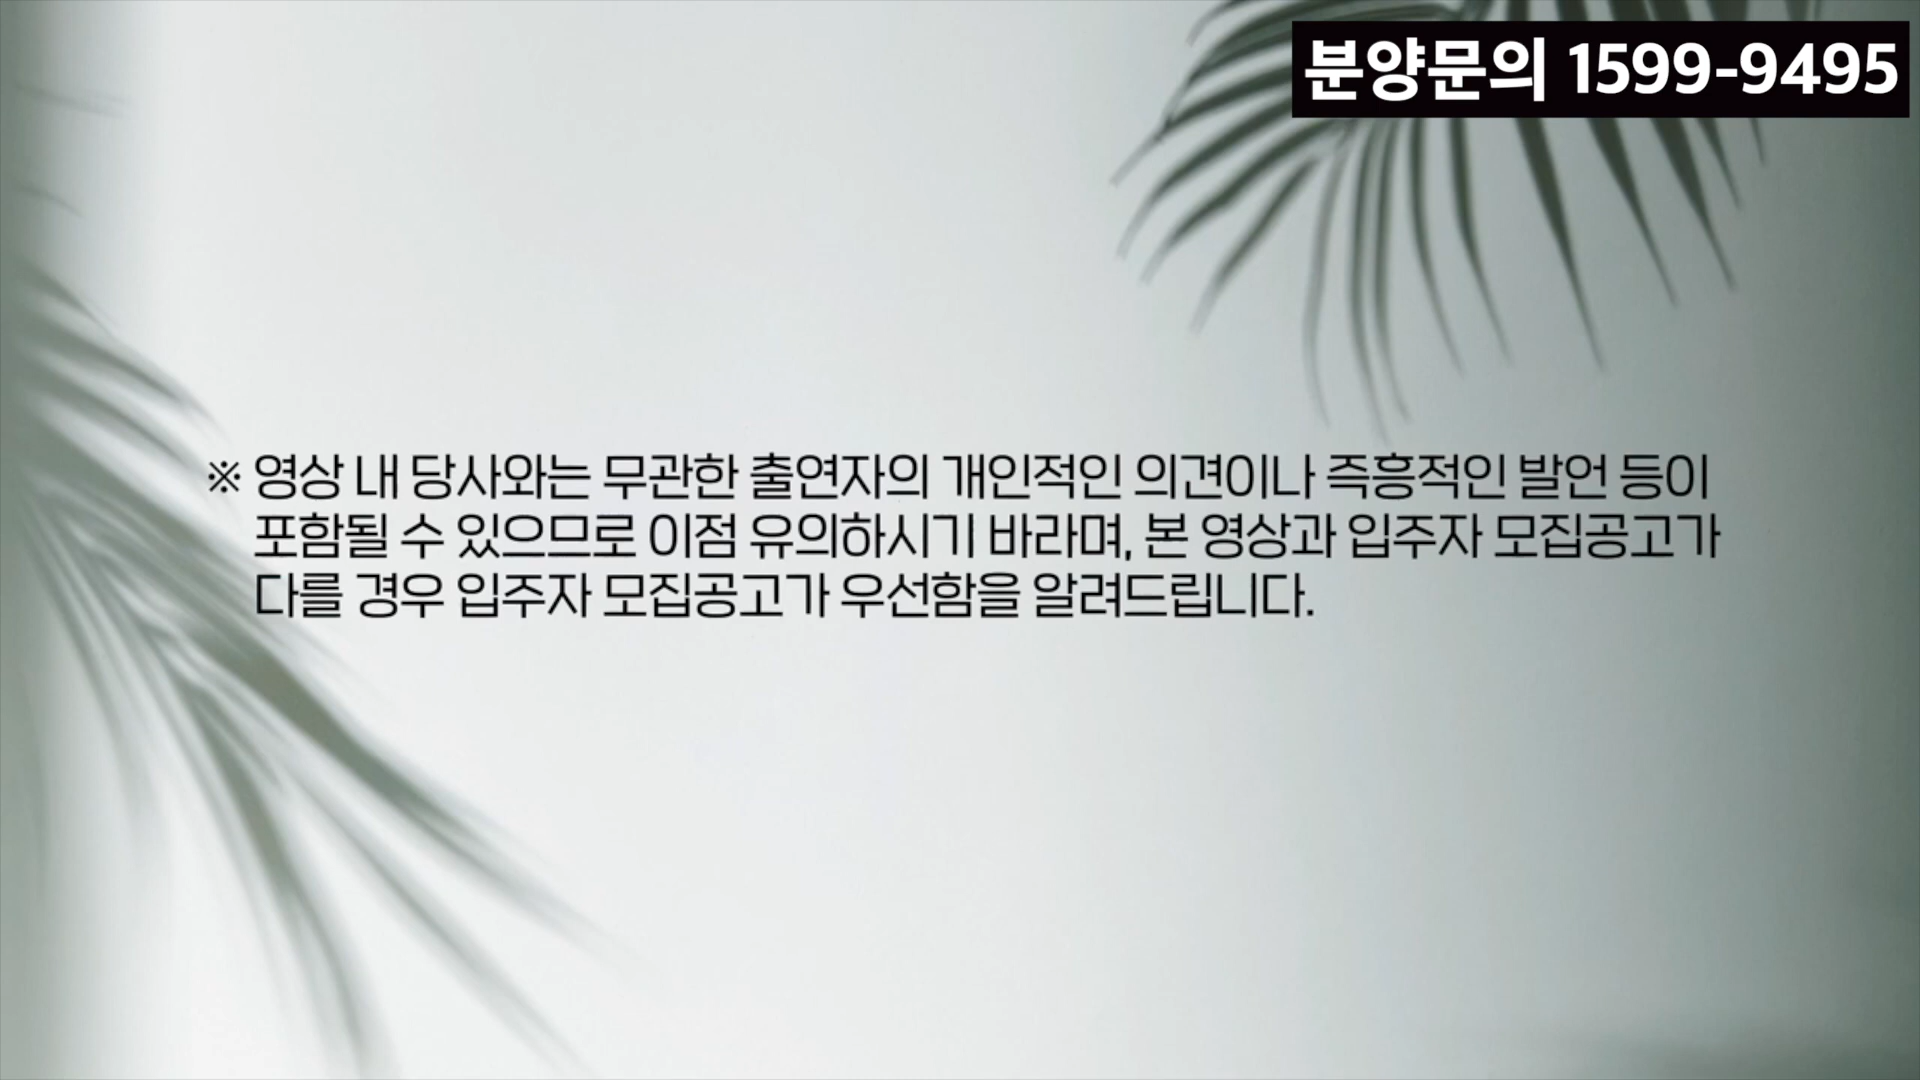 분양문의 1599-9495
※ 영상 내 당사와는 무관한 출연자의 개인적인 의견이나 즉흥적인 발언 등이
포함될 수 있으므로 이점 유의하시기 바라며, 본 영상과 입주자 모집공고가
다를 경우 입주자 모집공고가 우선함을 알려드립니다.